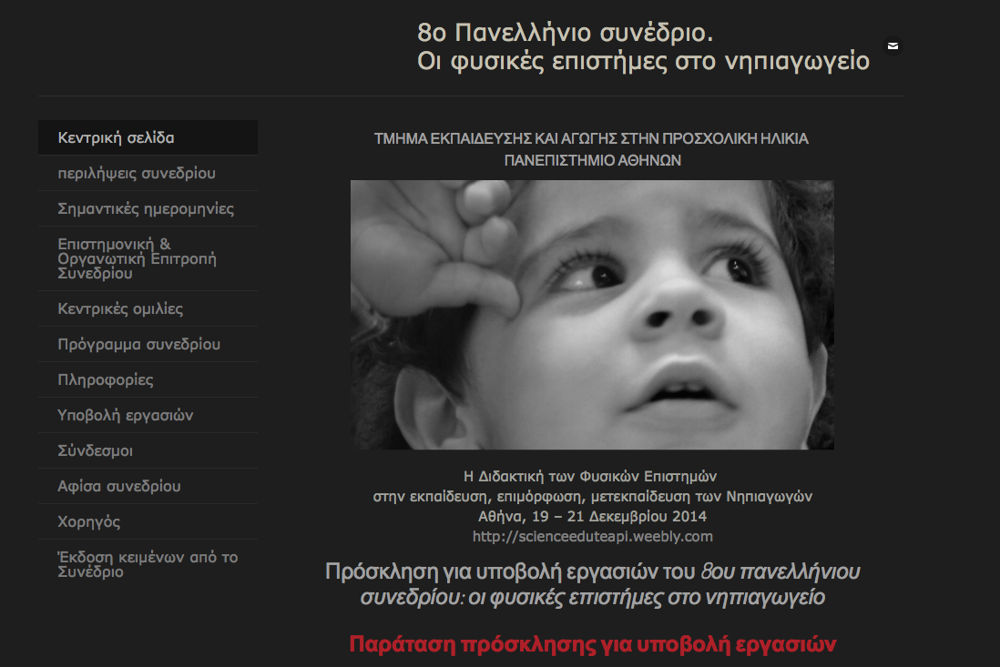 8ο Πανελλήνιο συνέδριο.
Οι φυσικές επιστήμες στο νηπιαγωγείο
Κεντρική σελίδα
περιλήψεις συνεδρίου
Σημαντικές ημερομηνίες
Επιστημονική &
Οργανωτική Επιτροπή
Συνεδρίου
Κεντρικές ομιλίες
Πρόγραμμα συνεδρίου
Πληροφορίες
Υποβολή εργασιών
Σύνδεσμοι
Αφίσα συνεδρίου
Χορηγός
Έκδοση κειμένων από το
Συνέδριο
ΤΜΗΜΑ ΕΚΠΑΙΔΕΥΣΗΣ ΚΑΙ ΑΓΩΓΗΣ ΣΤΗΝ ΠΡΟΣΧΟΛΙΚΗ ΗΛΙΚΙΑ
ΠΑΝΕΠΙΣΤΗΜΙΟ ΑΘΗΝΩΝ
Η Διδακτική των Φυσικών Επιστημών
στην εκπαίδευση, επιμόρφωση, μετεκπαίδευση των Νηπιαγωγών
Αθήνα, 19 – 21 Δεκεμβρίου 2014
http://scienceeduteapi.weebly.com
Πρόσκληση για υποβολή εργασιών του 8ου πανελλήνιου
συνεδρίου: οι φυσικές επιστήμες στο νηπιαγωγείο
Παράταση πρόσκλησης για υποβολή εργασιών